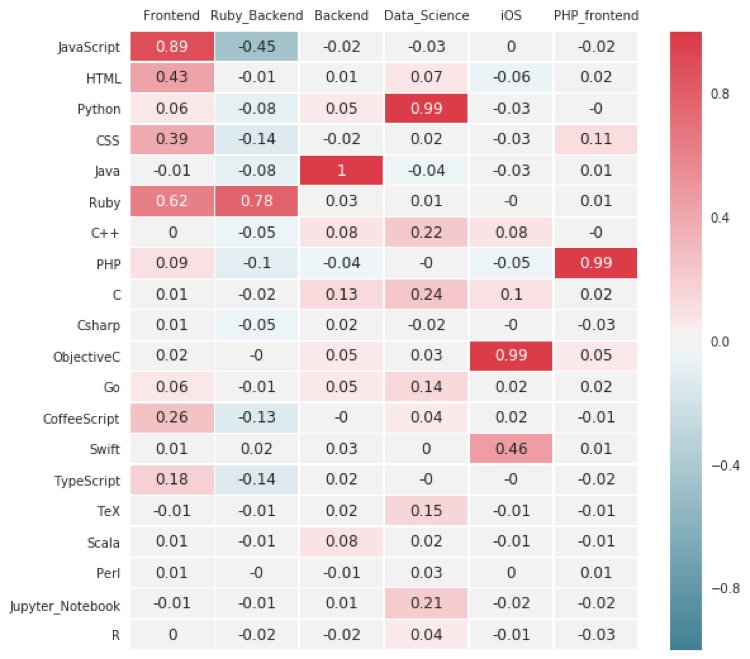 Frontend Ruby_Backend Backend Data_Science iOS PHP_frontend
JavaScript 0.89 -0.45 -0.02 -0.03 0 -0.02
HTML 0.43 -0.01 0.01 0.07 -0.06 0.02
0.8
Python 0.06 -0.08 0.05 0.99 -0.03 -0
CSS 0.39 -0.14 -0.02 0.02 -0.03 0.11
Java -0.01 -0.08 1 -0.04 -0.03 0.01
Ruby 0.62 0.78 0.03 0.01 -0 0.01
0.4
C++ 0 -0.05 0.08 0.22 0.08 -0
PHP 0.09 -0.1 -0.04 -0 -0.05 0.99
C 0.01 -0.02 0.13 0.24 0.1 0.02
Csharp 0.01 -0.05 0.02 -0.02 -0 -0.03
0.0
ObjectiveC 0.02 -0 0.05 0.03 0.99 0.05
Go 0.06 -0.01 0.05 0.14 0.02 0.02
CoffeeScript 0.26 -0.13 -0 0.04 0.02 -0.01
Swift 0.01 0.02 0.03 0 0.46 0.01
−0.4
TypeScript 0.18 -0.14 0.02 -0 -0 -0.02
TeX -0.01 -0.01 0.02 0.15 -0.01 -0.01
Scala 0.01 -0.01 0.08 0.02 -0.01 -0.01
Perl 0.01 -0 -0.01 0.03 0 0.01
−0.8
Jupyter_Notebook -0.01 -0.01 0.01 0.21 -0.02 -0.02
R 0 -0.02 -0.02 0.04 -0.01 -0.03